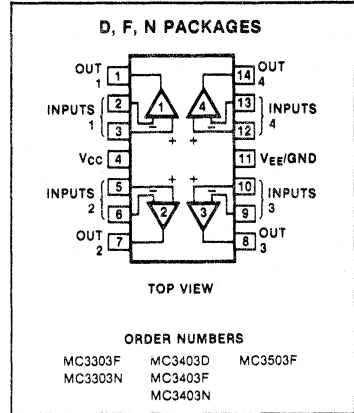 D, F, N PACKAGES
OUT 1
1
14
OUT 4
INPUTS 1
2
3
13
12
INPUTS 4
1
4
VCC
4
11
VEE/GND
INPUTS 2
5
6
10
9
INPUTS 3
2
3
OUT 2
7
8
OUT 3
TOP VIEW
ORDER NUMBERS
MC3303F MC3403D MC3503F
MC3303N MC3403F
MC3403N